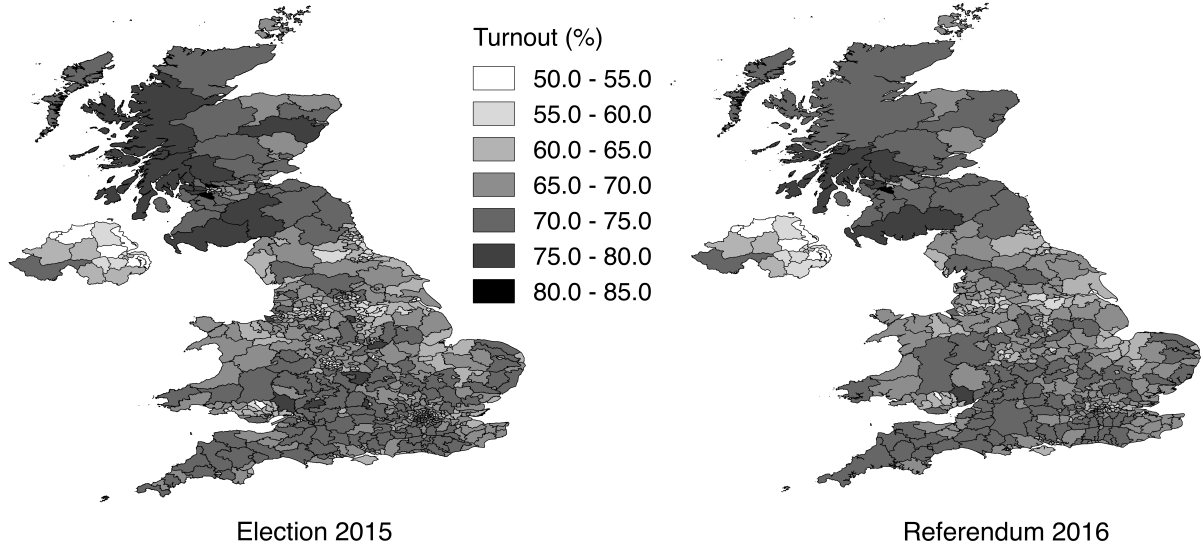 Turnout (%)
50.0 - 55.0
55.0 - 60.0
60.0 - 65.0
65.0 - 70.0
70.0 - 75.0
75.0 - 80.0
80.0 - 85.0
Election 2015
Referendum 2016